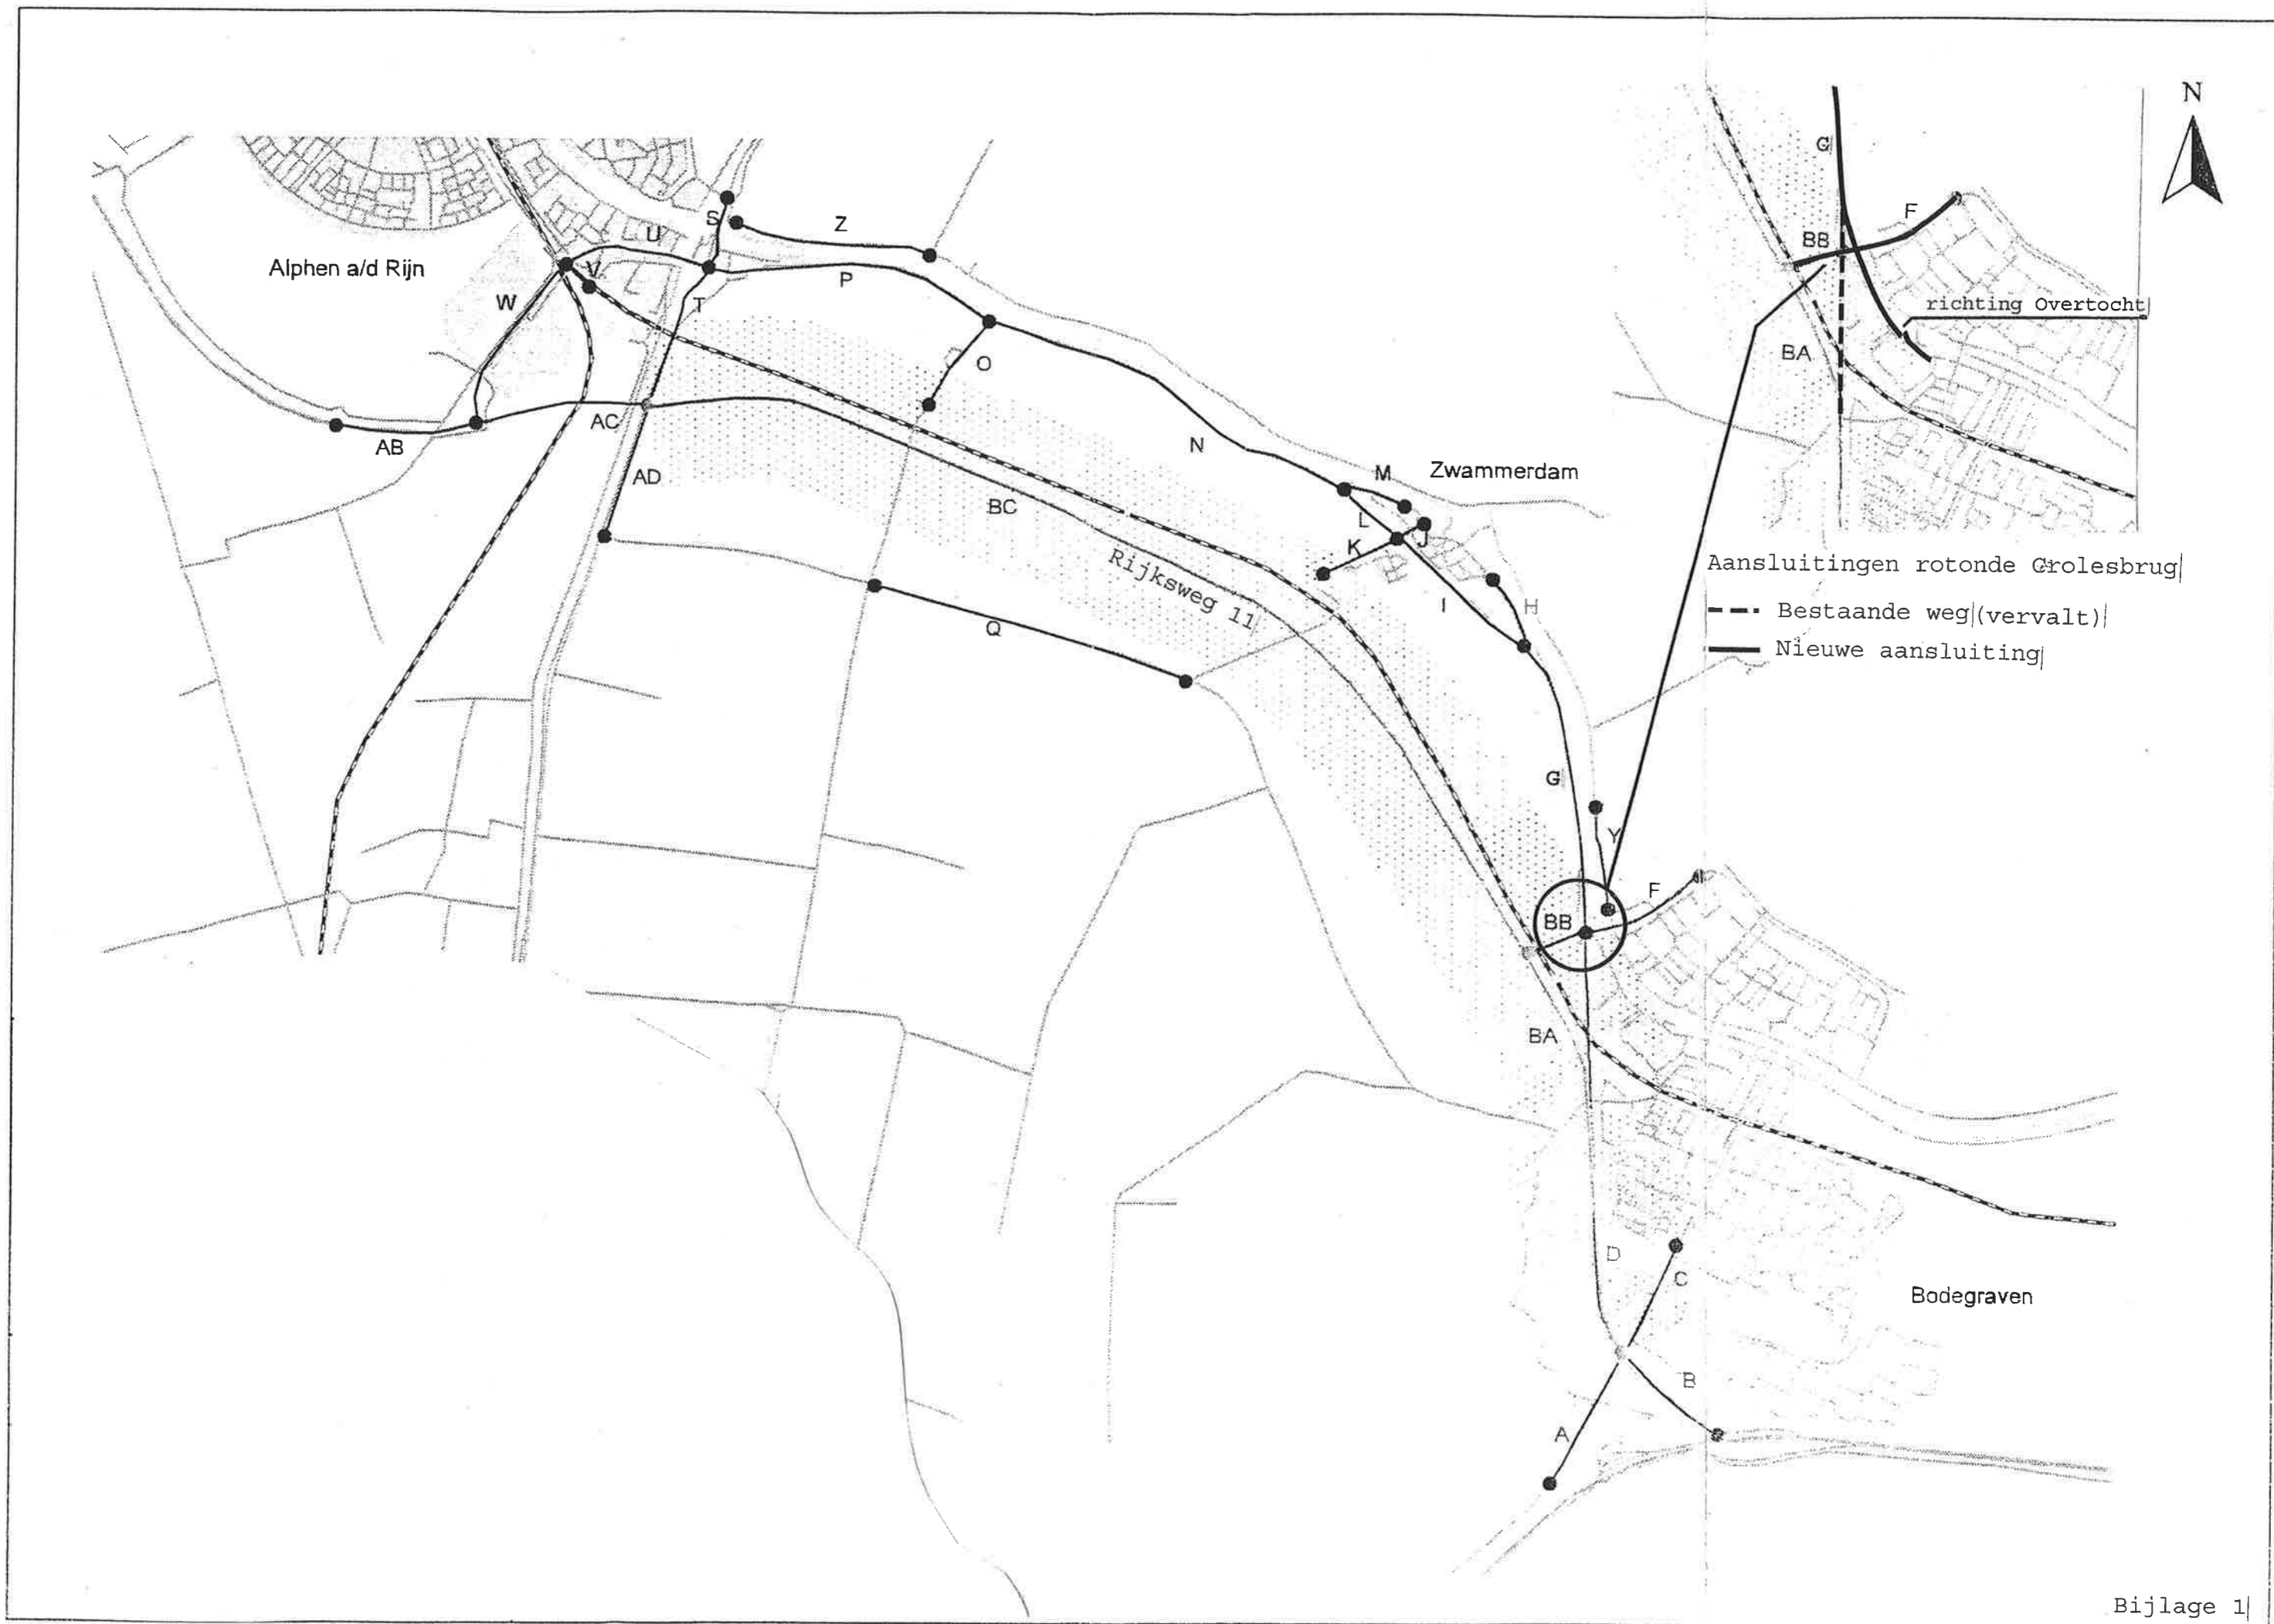 N
G
F
BB
richting Overtocht
BA
Aansluitingen rotonde Grolesbrug
Bestaande weg (vervalt)
Nieuwe aansluiting
S
Z
U
Alphen a/d Rijn
V
P
W
T
O
AC
AB
N
M
Zwammerdam
AD
BC
L
J
K
Rijksweg 11
I
H
Q
G
Y
F
BB
BA
D
C
Bodegraven
B
A
Bijlage 1